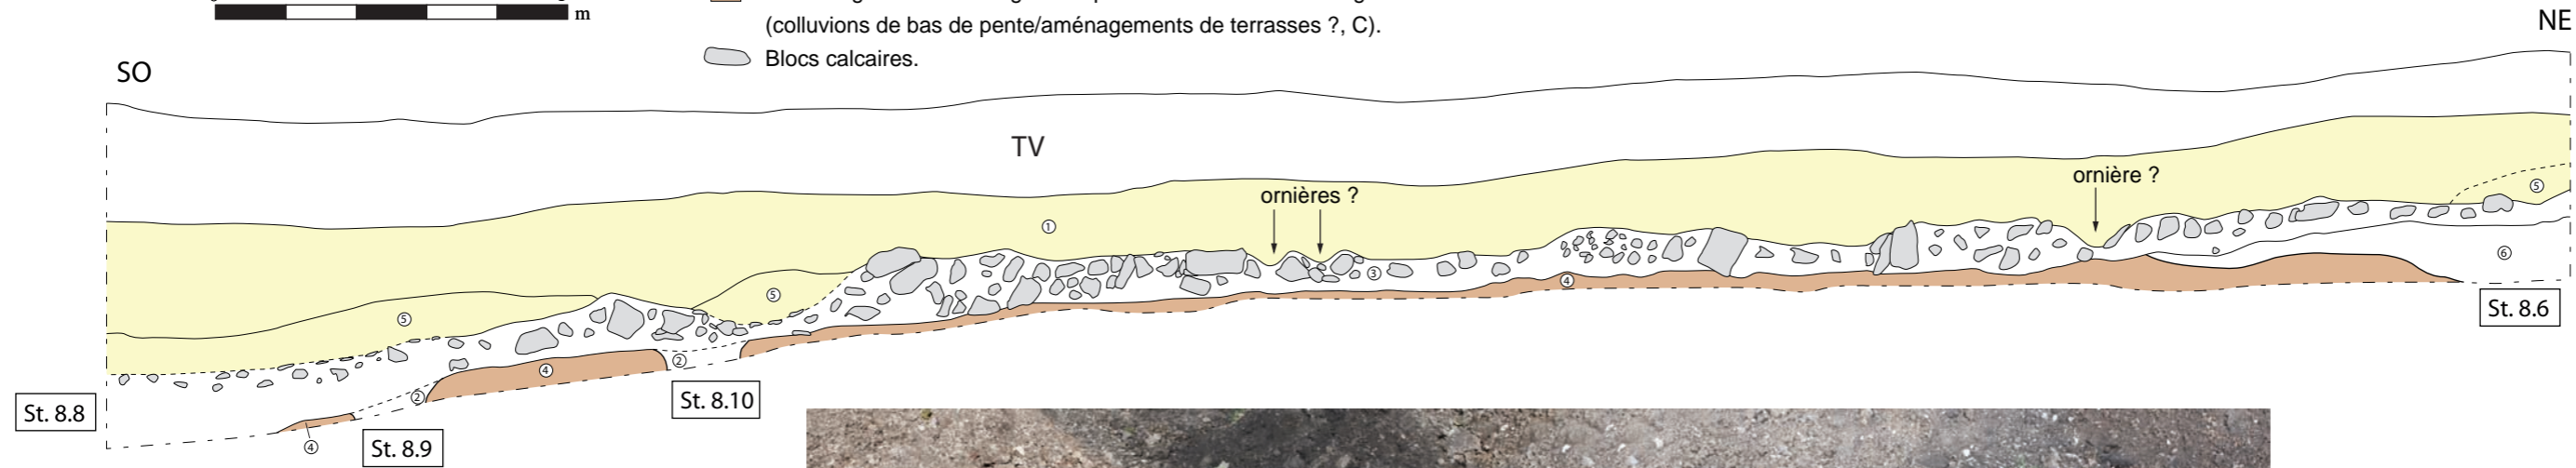 m
(colluvions de bas de pente/aménagements de terrasses ?, C).
Blocs calcaires.
NE
SO
TV
ornières ?
ornière ?
①
⑤
⑤
⑤
③
④
⑥
②
④
②
④
St. 8.6
St. 8.10
St. 8.8
St. 8.9